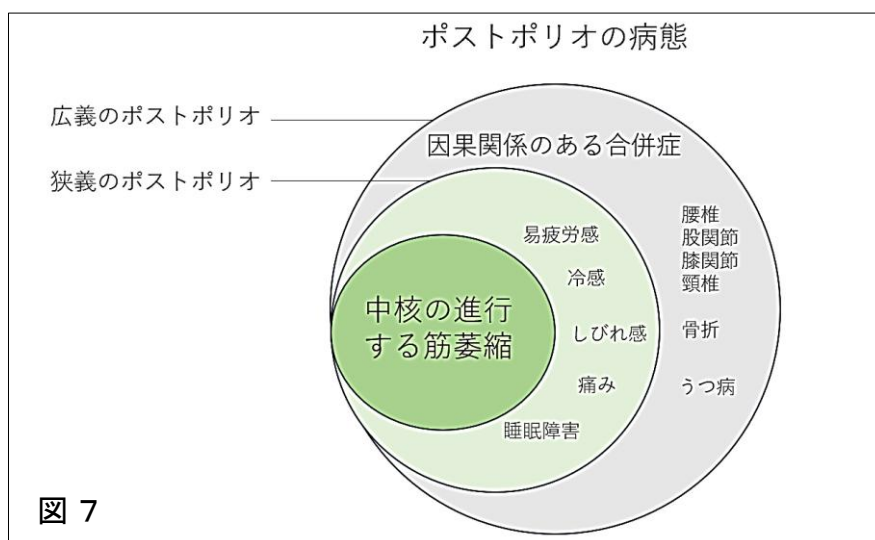 ポストポリオの病態
広義のポストポリオ
因果関係のある合併症
狭義のポストポリオ
易疲労感
冷感
しびれ感
痛み
睡眠障害
中核の進行
する筋萎縮
腰椎
股関節
膝関節
頸椎
骨折
うつ病
図 7